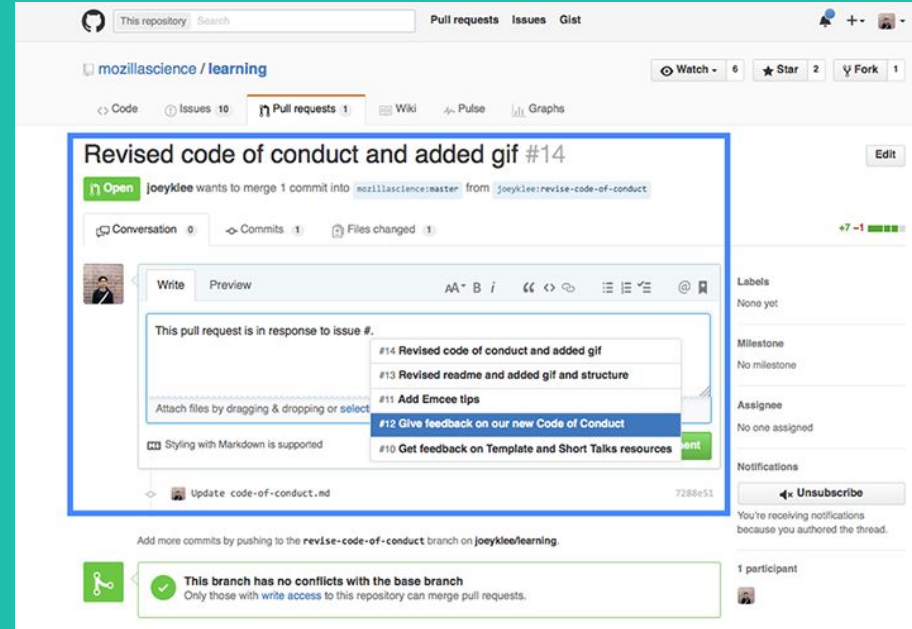 This repository Search Pull requests Issues Gist
mozillascience / learning Watch 6 Star 2 Fork 1
Code Issues 10 Pull requests 1 Wiki Pulse Graphs
Revised code of conduct and added gif #14 Edit
Open joeyklee wants to merge 1 commit into mozillascience:master from joeyklee:revise-code-of-conduct
Conversation 0 Commits 1 Files changed 1 +7 −1
Write Preview AA B i “ <> @
Labels
None yet
This pull request is in response to issue #.
#14 Revised code of conduct and added gif
Milestone
No milestone
#13 Revised readme and added gif and structure
#11 Add Emcee tips
Assignee
Attach files by dragging & dropping or select
#12 Give feedback on our new Code of Conduct
No one assigned
Styling with Markdown is supported
#10 Get feedback on Template and Short Talks resources ent
Notifications
Unsubscribe
Update code-of-conduct.md 7288e51
You're receiving notifications
because you authored the thread.
Add more commits by pushing to the revise-code-of-conduct branch on joeyklee/learning.
1 participant
This branch has no conflicts with the base branch
Only those with write access to this repository can merge pull requests.